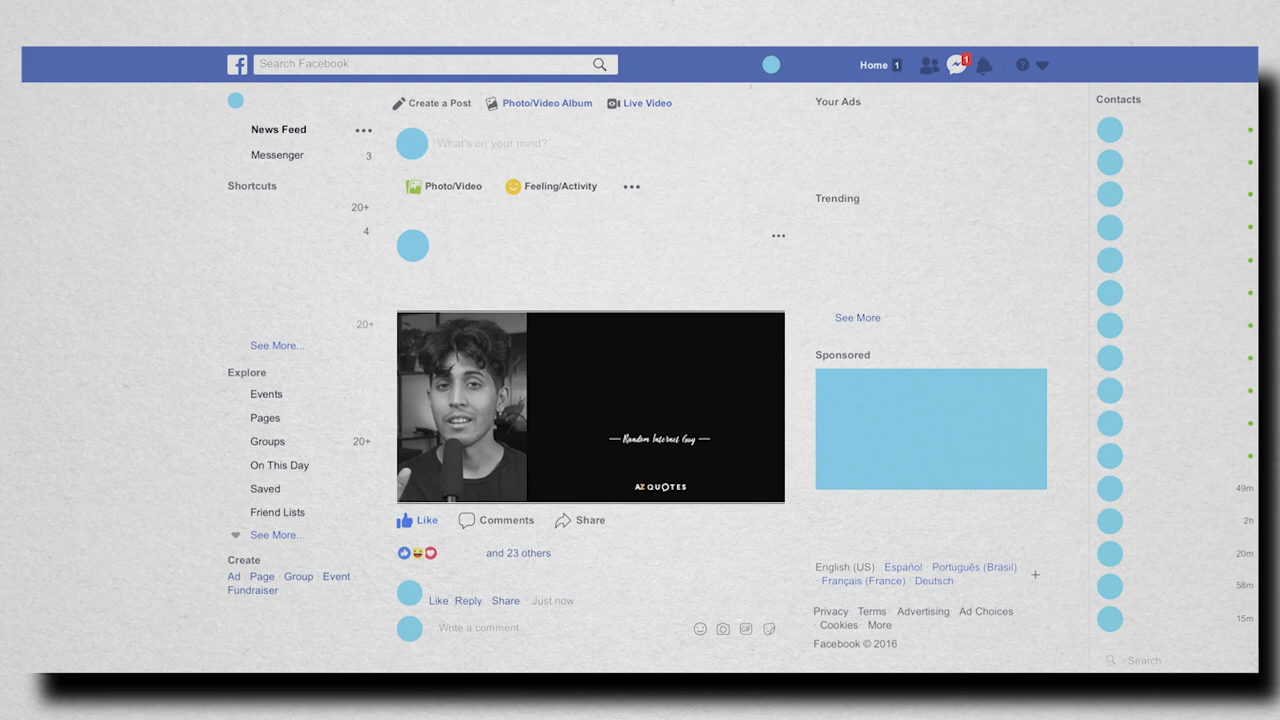 Search Facebook
Home 1
1
Create a Post Photo/Video Album Live Video
What's on your mind?
Photo/Video Feeling/Activity
News Feed
Messenger 3
Shortcuts
20+
4
20+
See More...
Explore
Events
Pages
Groups 20+
On This Day
Saved
Friend Lists
See More...
Create
Ad Page Group Event
Fundraiser
— Random Internet Guy —
AZ QUOTES
Like Comments Share
and 23 others
Like Reply Share · Just now
Write a comment...
Your Ads
Trending
See More
Sponsored
English (US) · Español · Português (Brasil)
· Français (France) · Deutsch
Privacy · Terms · Advertising · Ad Choices
· Cookies · More
Facebook © 2016
Contacts
49m
2h
20m
58m
15m
Search